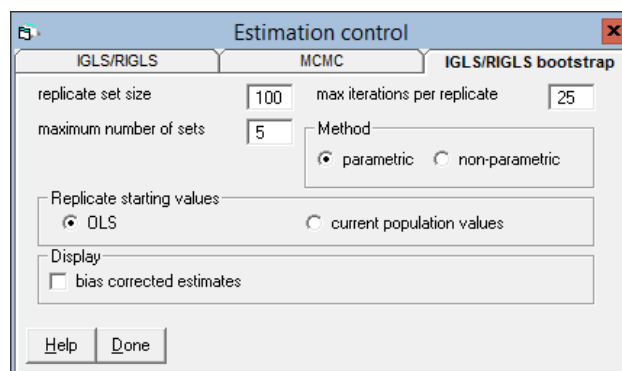 Estimation control
IGLS/RIGLS MCMC IGLS/RIGLS bootstrap
replicate set size 100 max iterations per replicate 25
maximum number of sets 5
Method
parametric non-parametric
Replicate starting values
OLS current population values
Display
bias corrected estimates
Help Done